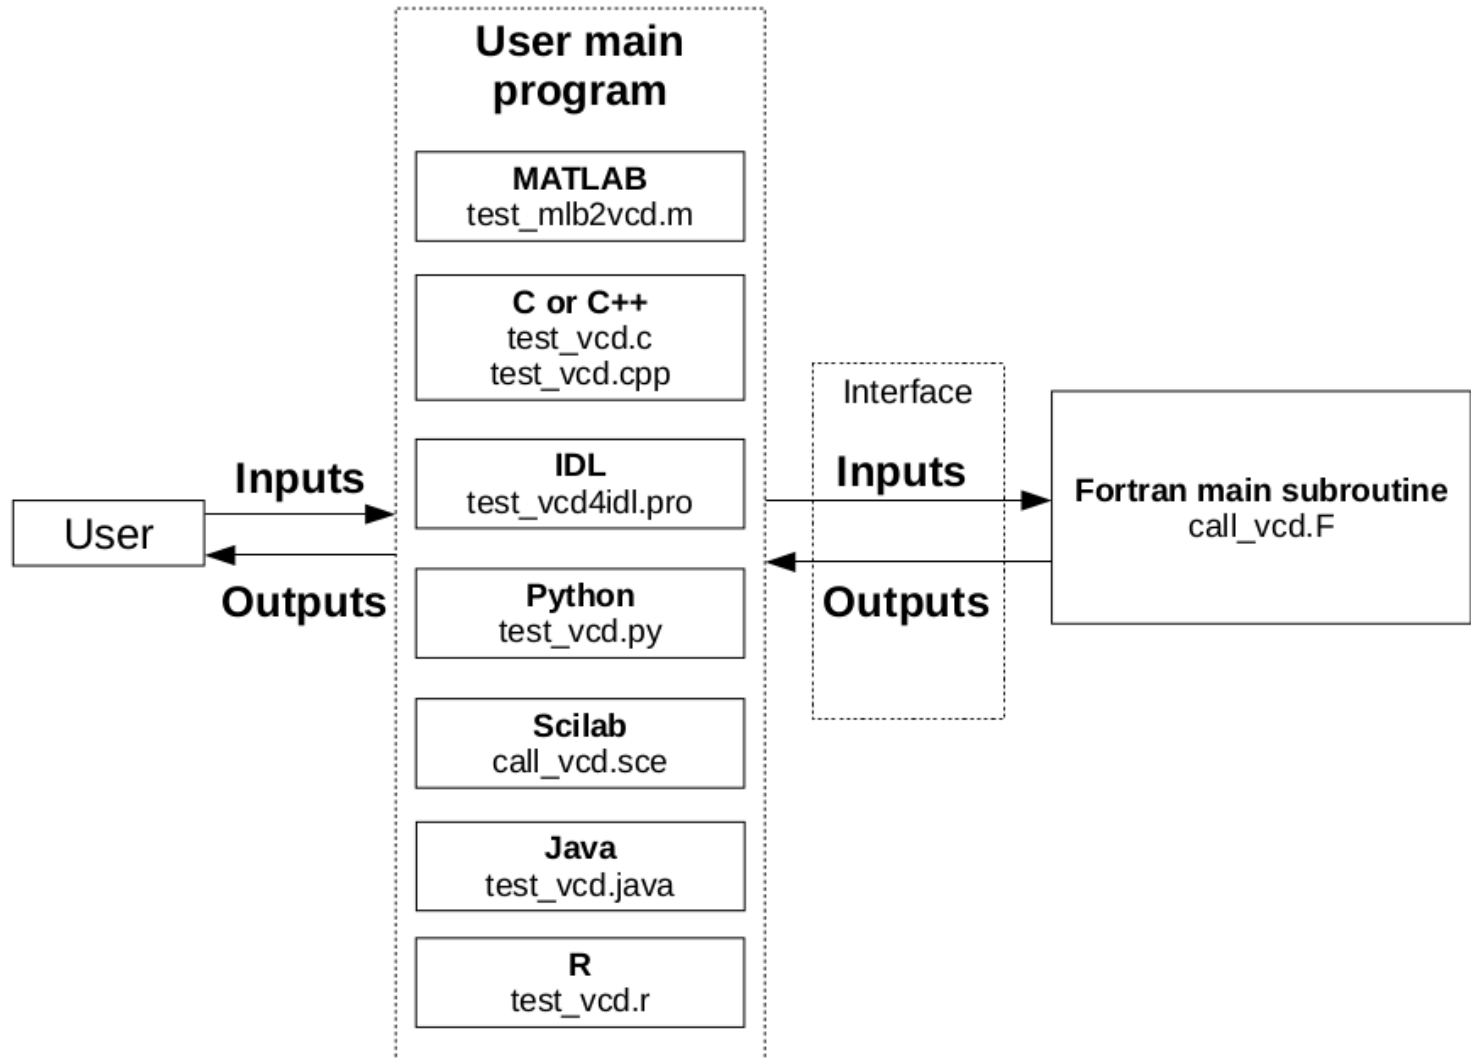 User main
program
MATLAB
test_mlb2vcd.m
C or C++
test_vcd.c
test_vcd.cpp
Interface
IDL
test_vcd4idl.pro
Inputs
User
Outputs
Inputs
Outputs
Fortran main subroutine
call_vcd.F
Python
test_vcd.py
Scilab
call_vcd.sce
Java
test_vcd.java
R
test_vcd.r